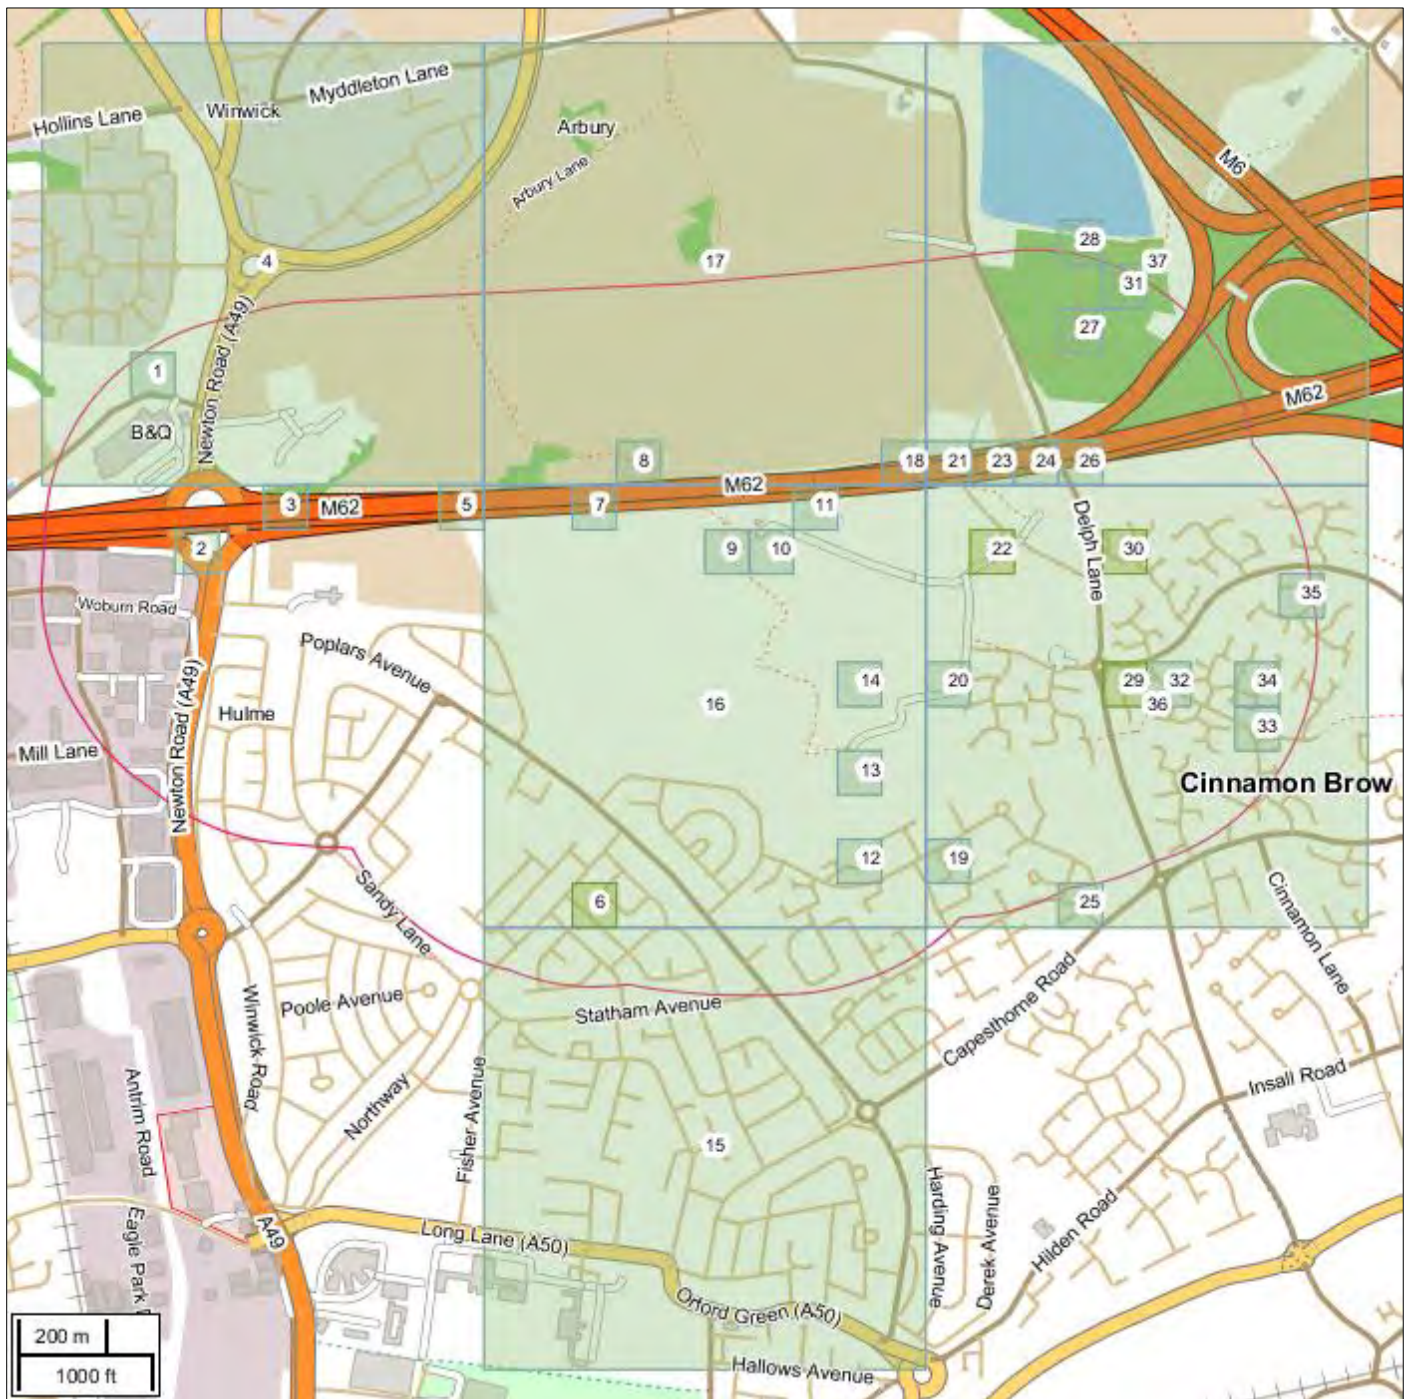 Hollins Lane
Winwick
Myddleton Lane
Arbury
Arbury Lane
M6
4
17
28
37
31
27
1
Newton Road (A49)
B&Q
M62
8
18
21
23
24
26
3
M62
5
7
M62
11
2
9
10
22
Delph Lane
30
35
Woburn Road
Poplars Avenue
14
20
29
32
34
36
16
33
Hulme
Mill Lane
Newton Road (A49)
13
Cinnamon Brow
12
19
Sandy Lane
6
25
Cinnamon Lane
Winwick Road
Poole Avenue
Statham Avenue
Capesthorne Road
Antrim Road
Northway
Fisher Avenue
Insall Road
15
Harding Avenue
Derek Avenue
Hilden Road
Eagle Park D
A49
Long Lane (A50)
Orford Green (A50)
Hallows Avenue
200 m
1000 ft